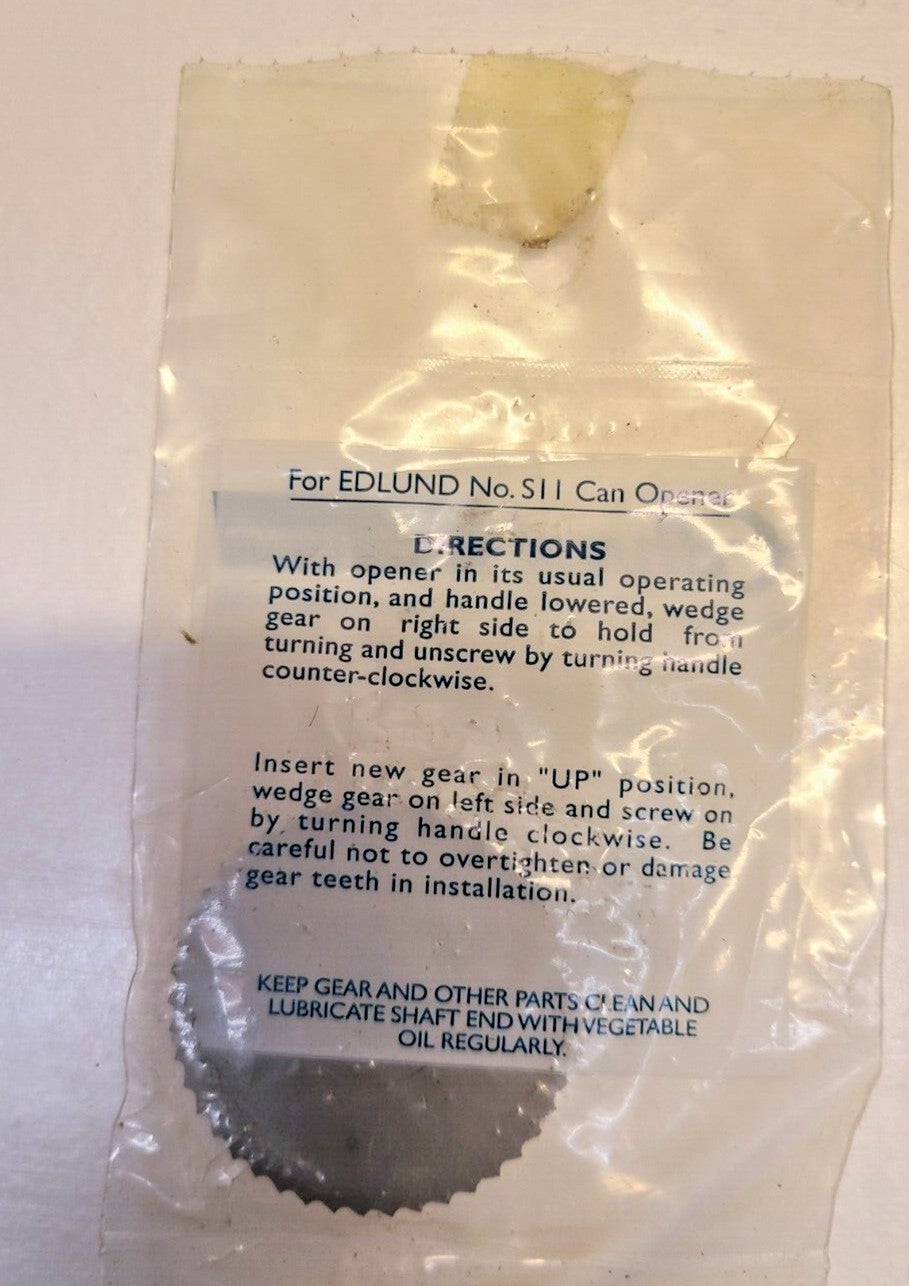 For EDLUND No. S11 Can Opener
DIRECTIONS
With opener in its usual operating
position, and handle lowered, wedge
gear on right side to hold from
turning and unscrew by turning handle
counter-clockwise.
Insert new gear in "UP" position,
wedge gear on left side and screw on
by turning handle clockwise. Be
careful not to overtighten or damage
gear teeth in installation.
KEEP GEAR AND OTHER PARTS CLEAN AND
LUBRICATE SHAFT END WITH VEGETABLE
OIL REGULARLY.